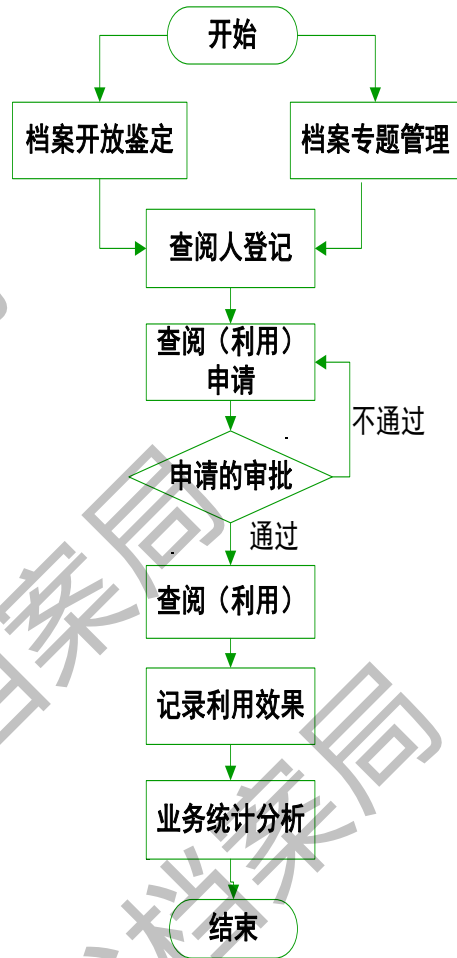 开始
档案开放鉴定
档案专题管理
查阅人登记
查阅（利用）
申请
不通过
申请的审批
通过
查阅（利用）
记录利用效果
业务统计分析
结束
档案局
档案局